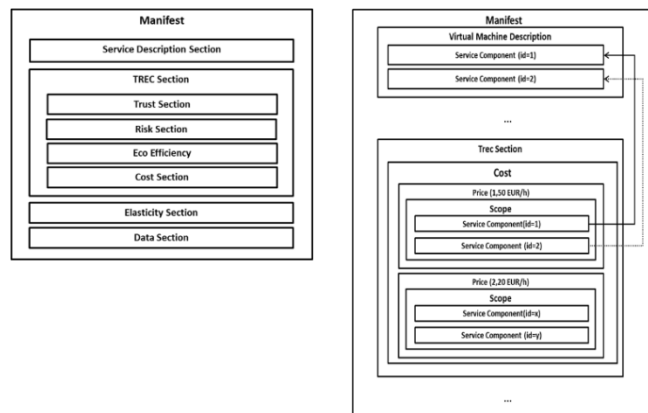 Manifest
Service Description Section
TREC Section
Trust Section
Risk Section
Eco Efficiency
Cost Section
Elasticity Section
Data Section
Manifest
Virtual Machine Description
Service Component (id=1)
Service Component (id=2)
...
Trec Section
Cost
Price (1,50 EUR/h)
Scope
Service Component(id=1)
Service Component (id=2)
Price (2,20 EUR/h)
Scope
Service Component(id=x)
Service Component (id=y)
...